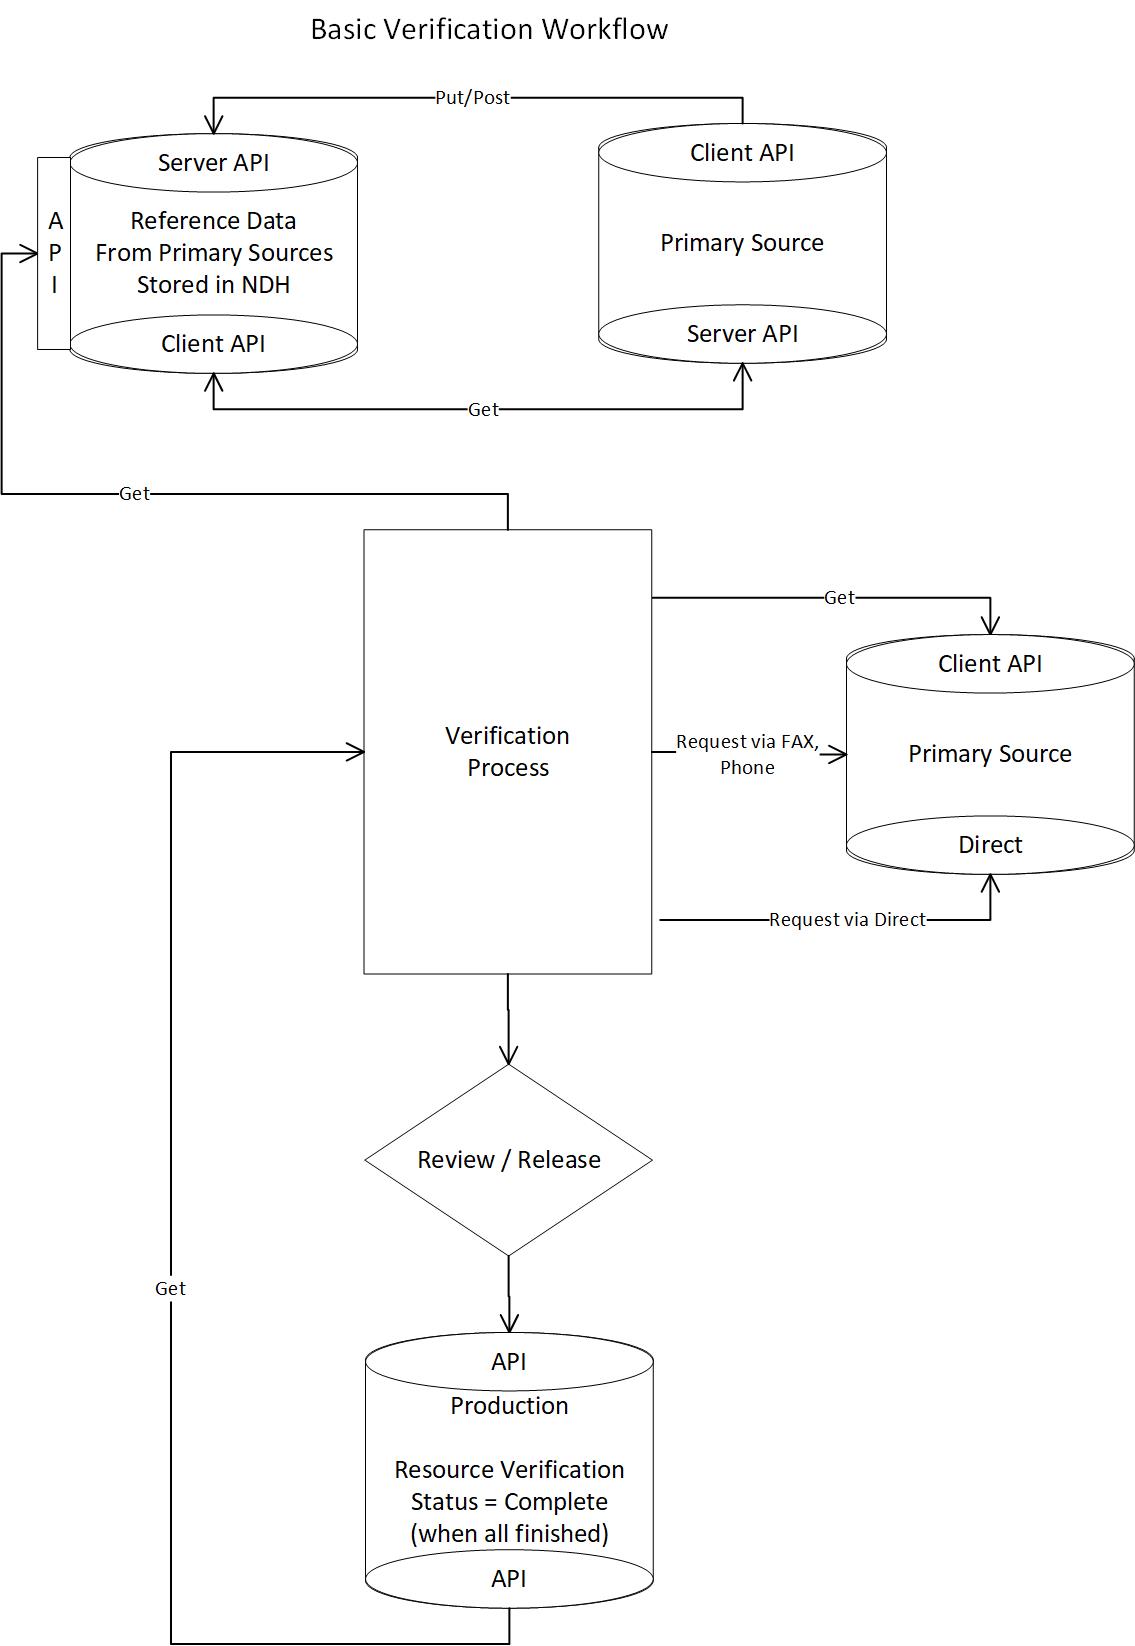 Basic Verification Workflow
Put/Post
Server API
Client API
A
P
I
Reference Data
From Primary Sources
Stored in NDH
Primary Source
Client API
Server API
Get
Get
Get
Client API
Verification
Process
Request via FAX,
Phone
Primary Source
Direct
Request via Direct
Review / Release
Get
API
Production
Resource Verification
Status = Complete
(when all finished)
API